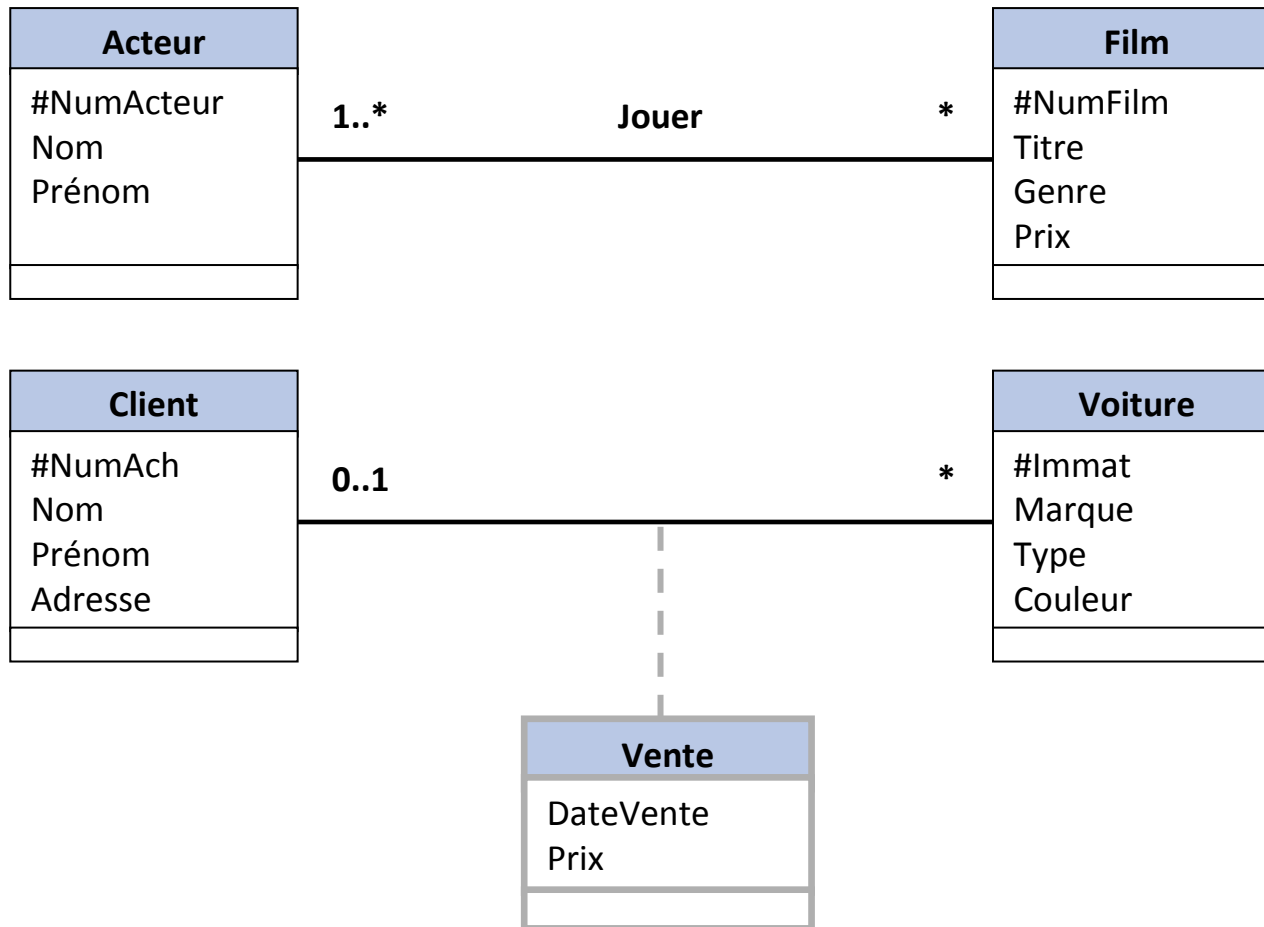 Acteur
#NumActeur
Nom
Prénom
1..*
Jouer
*
Film
#NumFilm
Titre
Genre
Prix
Client
#NumAch
Nom
Prénom
Adresse
0..1
*
Voiture
#Immat
Marque
Type
Couleur
Vente
DateVente
Prix